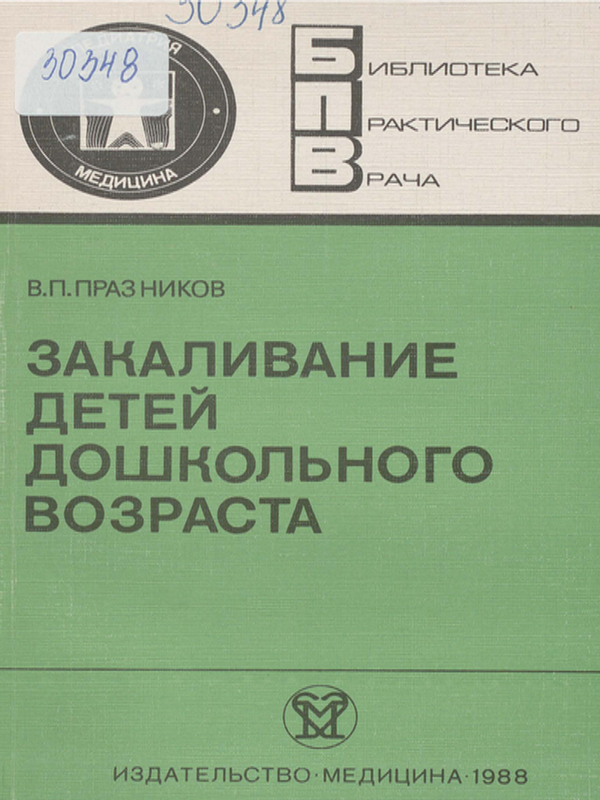 30348
30348
МЕДИЦИНА
БИБЛИОТЕКА
ПРАКТИЧЕСКОГО
ВРАЧА
В.П.ПРАЗНИКОВ
ЗАКАЛИВАНИЕ
ДЕТЕЙ
ДОШКОЛЬНОГО
ВОЗРАСТА
ИЗДАТЕЛЬСТВО·МЕДИЦИНА·1988